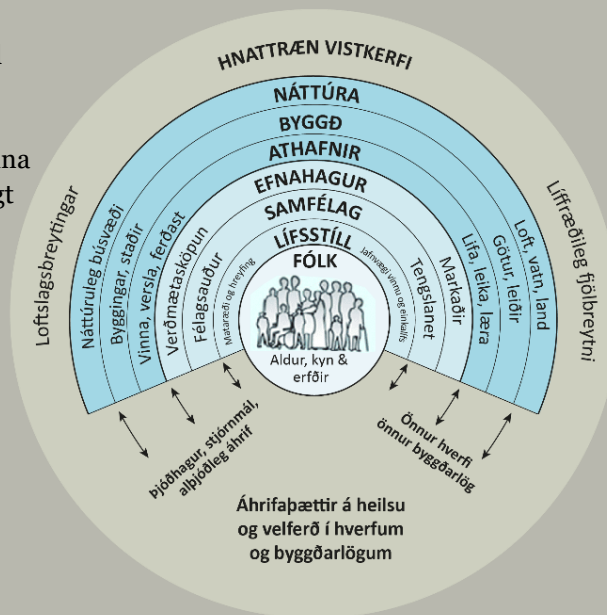 na
gt
HNATTRÆN VISTKERFI
Loftslagsbreytingar
Líffræðileg fjölbreytni
NÁTTÚRA
Náttúruleg búsvæði
Loft, vatn, land
BYGGÐ
Byggingar, staðir
Götur, leiðir
ATHAFNIR
Vinna, versla, ferðast
Lifa, leika, læra
EFNAHAGUR
Verðmætasköpun
Markaðir
SAMFÉLAG
Félagsauður
Tengslanet
LÍFSSTÍLL
Mataræði og hreyfing
Jafnvægi vinnu og einkalífs
FÓLK
Aldur, kyn &
erfðir
Þjóðhagur, stjórnmál,
alþjóðleg áhrif
Önnur hverfi
önnur byggðarlög
Áhrifaþættir á heilsu
og velferð í hverfum
og byggðarlögum